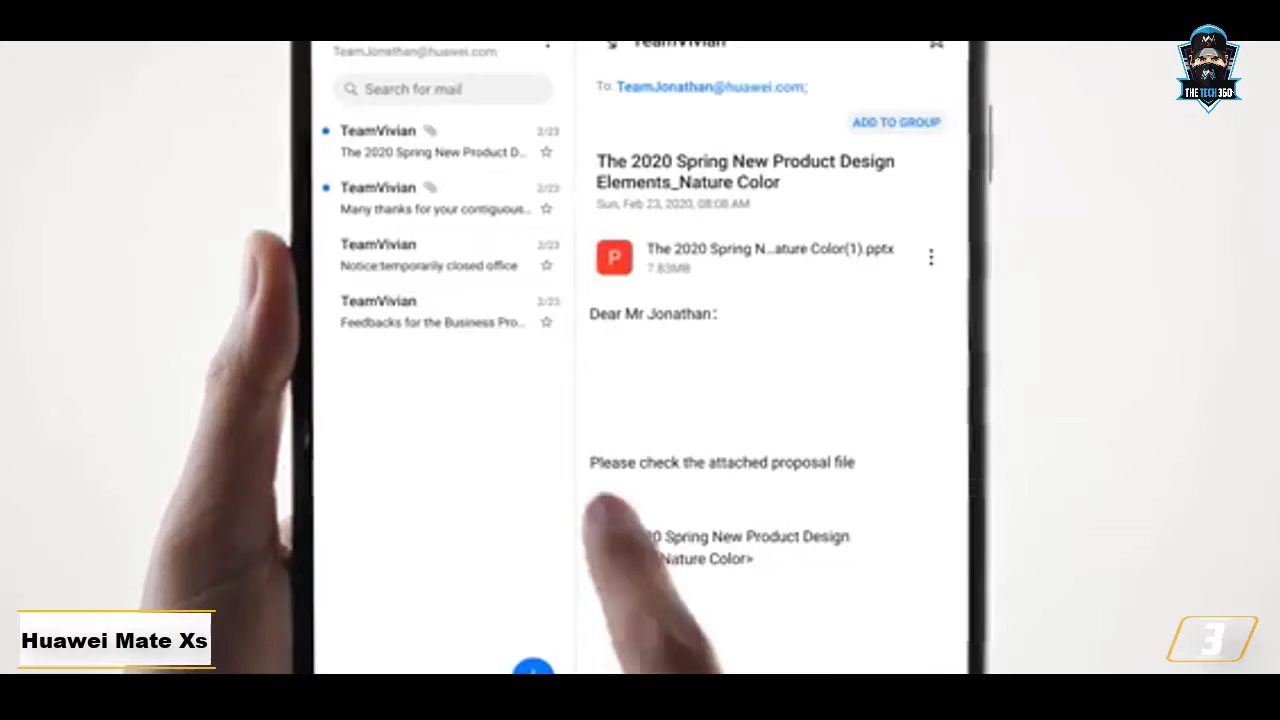 TeamJonathan@huawei.com
Search for mail
TeamVivian
2/23
The 2020 Spring New Product D...
TeamVivian
2/23
Many thanks for your contiguous...
TeamVivian
2/23
Notice:temporarily closed office
TeamVivian
2/23
Feedbacks for the Business Pro...
TeamVivian
To: TeamJonathan@huawei.com;
ADD TO GROUP
The 2020 Spring New Product Design
Elements_Nature Color
Sun, Feb 23, 2020, 08:08 AM
P
The 2020 Spring N...ature Color(1).pptx
7.83MB
Dear Mr Jonathan:
Please check the attached proposal file
20 Spring New Product Design
Nature Color>
THE TECH 360
Huawei Mate Xs
3